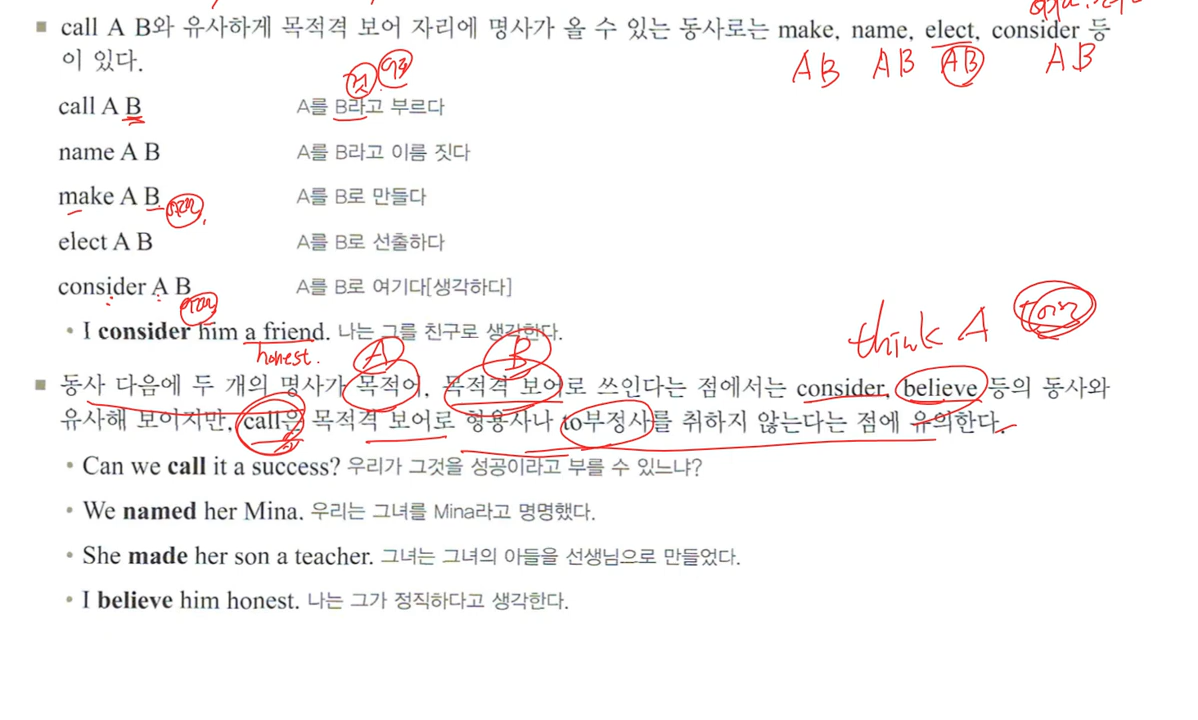 ■ call A B와 유사하게 목적격 보어 자리에 명사가 올 수 있는 동사로는 make, name, elect, consider 등
이 있다.
AB AB AB AB
call A B A를 B라고 부르다
name A B A를 B라고 이름 짓다
make A B A를 B로 만들다
elect A B A를 B로 선출하다
consider A B A를 B로 여기다[생각하다]
• I consider him a friend. 나는 그를 친구로 생각한다.
honest.
think A
A B
■ 동사 다음에 두 개의 명사가 목적어, 목적격 보어로 쓰인다는 점에서는 consider, believe 등의 동사와
유사해 보이지만, call은 목적격 보어로 형용사나 to부정사를 취하지 않는다는 점에 유의한다.
• Can we call it a success? 우리가 그것을 성공이라고 부를 수 있느냐?
• We named her Mina. 우리는 그녀를 Mina라고 명명했다.
• She made her son a teacher. 그녀는 그녀의 아들을 선생님으로 만들었다.
• I believe him honest. 나는 그가 정직하다고 생각한다.